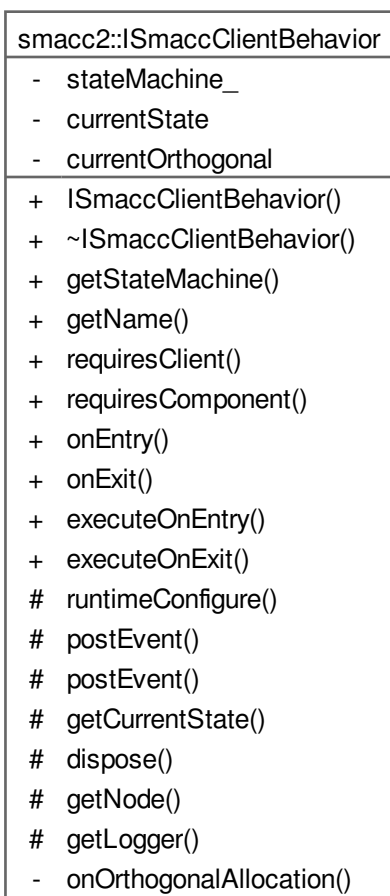 smacc2::ISmaccClientBehavior
- stateMachine_
- currentState
- currentOrthogonal
+ ISmaccClientBehavior()
+ ~ISmaccClientBehavior()
+ getStateMachine()
+ getName()
+ requiresClient()
+ requiresComponent()
+ onEntry()
+ onExit()
+ executeOnEntry()
+ executeOnExit()
# runtimeConfigure()
# postEvent()
# postEvent()
# getCurrentState()
# dispose()
# getNode()
# getLogger()
- onOrthogonalAllocation()